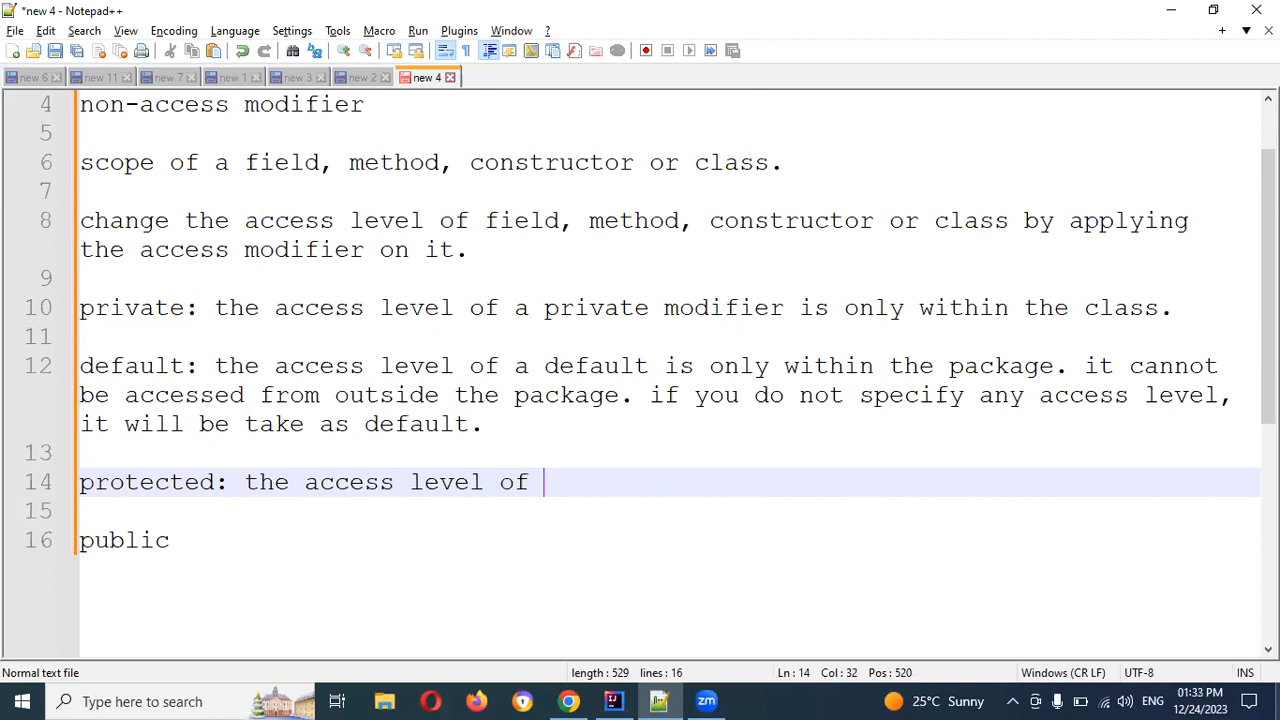 *new 4 - Notepad++
File Edit Search View Encoding Language Settings Tools Macro Run Plugins Window ?
new 6 new 11 new 7 new 1 new 3 new 2 new 4
4 non-access modifier
5
6 scope of a field, method, constructor or class.
7
8 change the access level of field, method, constructor or class by applying
the access modifier on it.
9
10 private: the access level of a private modifier is only within the class.
11
12 default: the access level of a default is only within the package. it cannot
be accessed from outside the package. if you do not specify any access level,
it will be take as default.
13
14 protected: the access level of
15
16 public
Normal text file length : 529 lines : 16 Ln : 14 Col : 32 Pos : 520 Windows (CR LF) UTF-8 INS
Type here to search 25°C Sunny ENG 01:33 PM 12/24/2023